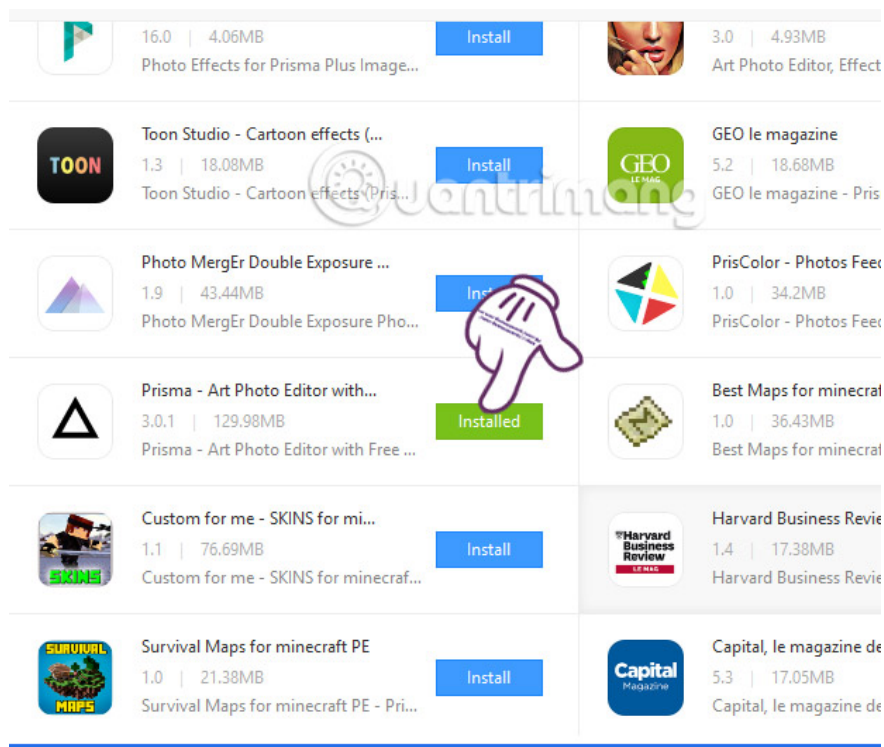 16.0 | 4.06MB
Install
Photo Effects for Prisma Plus Image...
3.0 | 4.93MB
Art Photo Editor, Effect
TOON
Toon Studio - Cartoon effects (...
1.3 | 18.08MB
Install
Toon Studio - Cartoon effects (Pris...
GEO
LE MAG
GEO le magazine
5.2 | 18.68MB
GEO le magazine - Pris
Quantrimang
Photo MergEr Double Exposure ...
1.9 | 43.44MB
Photo MergEr Double Exposure Pho...
PrisColor - Photos Feed
1.0 | 34.2MB
PrisColor - Photos Feed
Prisma - Art Photo Editor with...
3.0.1 | 129.98MB
Installed
Prisma - Art Photo Editor with Free ...
Best Maps for minecraf
1.0 | 36.43MB
Best Maps for minecraf
SKINS
Custom for me - SKINS for mi...
1.1 | 76.69MB
Install
Custom for me - SKINS for minecraf...
Harvard
Business
Review
LE MAG
Harvard Business Revie
1.4 | 17.38MB
Harvard Business Revie
SURVIVAL
MAPS
Survival Maps for minecraft PE
1.0 | 21.38MB
Install
Survival Maps for minecraft PE - Pri...
Capital
Magazine
Capital, le magazine de
5.3 | 17.05MB
Capital, le magazine de